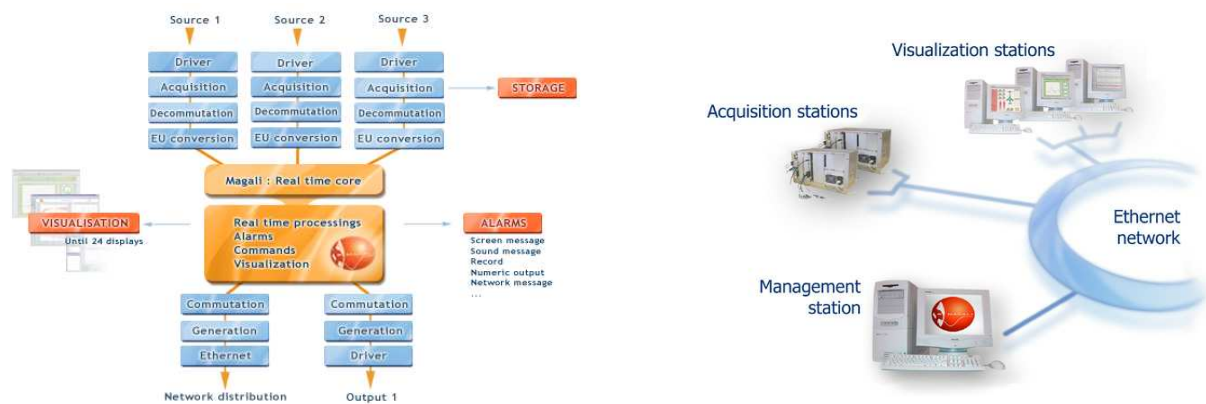 Source 1
Source 2
Source 3
Driver
Driver
Driver
Acquisition
Acquisition
Acquisition
STORAGE
Decommutation
Decommutation
Decommutation
EU conversion
EU conversion
EU conversion
Magali : Real time core
VISUALISATION
Until 24 displays
Real time processings
Alarms
Commands
Visualization
ALARMS
Screen message
Sound message
Record
Numeric output
Network message
...
Commutation
Commutation
Generation
Generation
Ethernet
Driver
Network distribution
Output 1
Visualization stations
Acquisition stations
Ethernet
network
Management
station
MAGALI